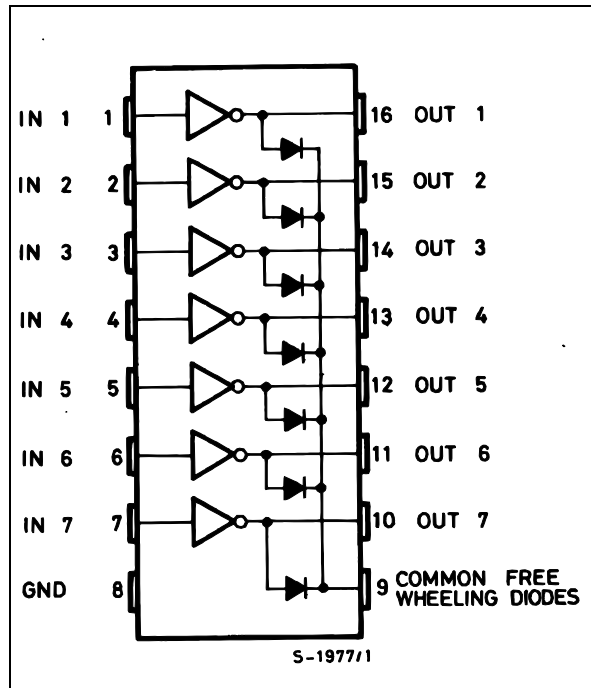 IN 1 1 16 OUT 1
IN 2 2 15 OUT 2
IN 3 3 14 OUT 3
IN 4 4 13 OUT 4
IN 5 5 12 OUT 5
IN 6 6 11 OUT 6
IN 7 7 10 OUT 7
GND 8 9 COMMON FREE
WHEELING DIODES
S-1977/1